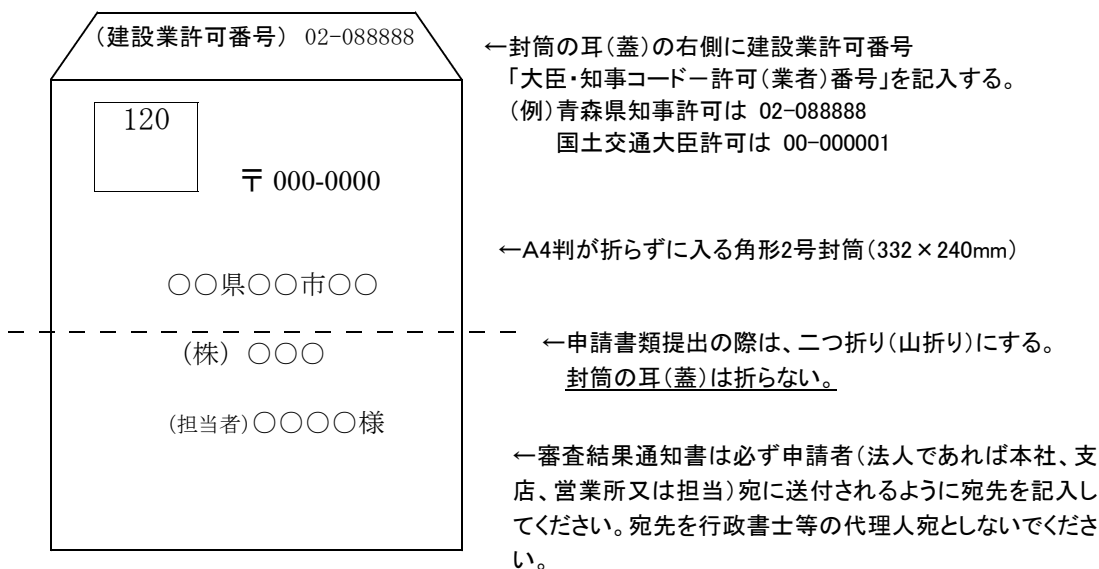 (建設業許可番号) 02-088888
120
〒 000-0000
○○県○○市○○
(株) ○○○
(担当者)○○○○様
←封筒の耳(蓋)の右側に建設業許可番号
「大臣・知事コードー許可(業者)番号」を記入する。
(例)青森県知事許可は 02-088888
国土交通大臣許可は 00-000001
←A4判が折らずに入る角形2号封筒(332×240mm)
←申請書類提出の際は、二つ折り(山折り)にする。
封筒の耳(蓋)は折らない。
←審査結果通知書は必ず申請者(法人であれば本社、支
店、営業所又は担当)宛に送付されるように宛先を記入し
てください。宛先を行政書士等の代理人宛としないでくださ
い。